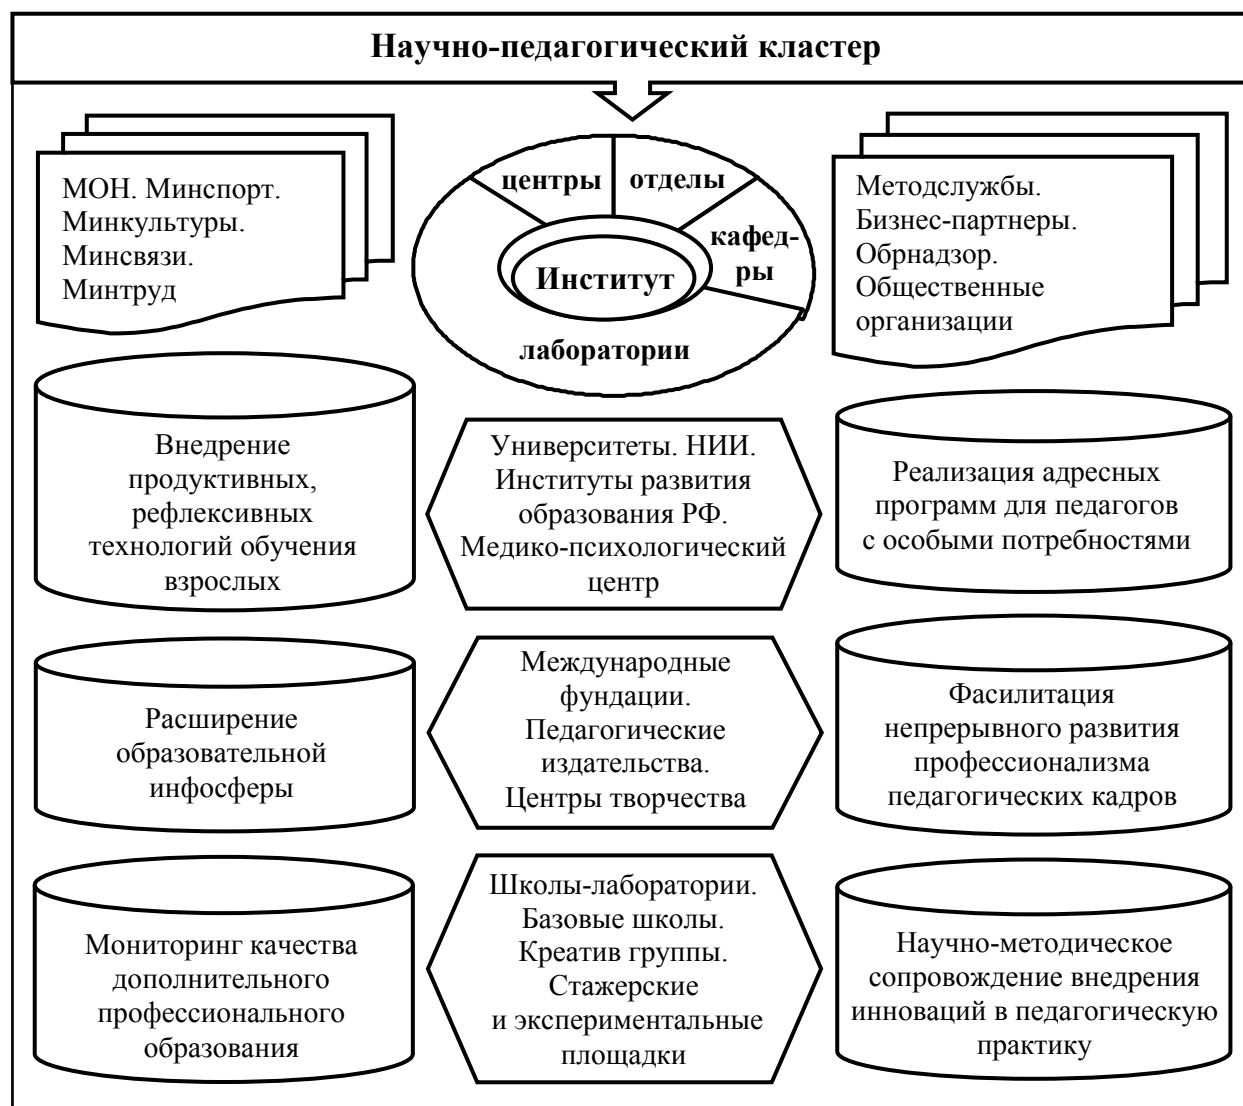 Научно-педагогический кластер
МОН. Минспорт.
Минкультуры.
Минсвязи.
Минтруд
центры
отделы
кафед-
ры
Институт
лаборатории
Методслужбы.
Бизнес-партнеры.
Обрнадзор.
Общественные
организации
Внедрение
продуктивных,
рефлексивных
технологий обучения
взрослых
Университеты. НИИ.
Институты развития
образования РФ.
Медико-психологический
центр
Реализация адресных
программ для педагогов
с особыми потребностями
Расширение
образовательной
инфосферы
Международные
фундации.
Педагогические
издательства.
Центры творчества
Фасилитация
непрерывного развития
профессионализма
педагогических кадров
Мониторинг качества
дополнительного
профессионального
образования
Школы-лаборатории.
Базовые школы.
Креатив группы.
Стажерские
и экспериментальные
площадки
Научно-методическое
сопровождение внедрения
инноваций в педагогическую
практику